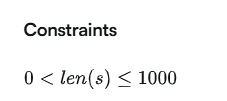 Constraints
0 < len(s) ≤ 1000